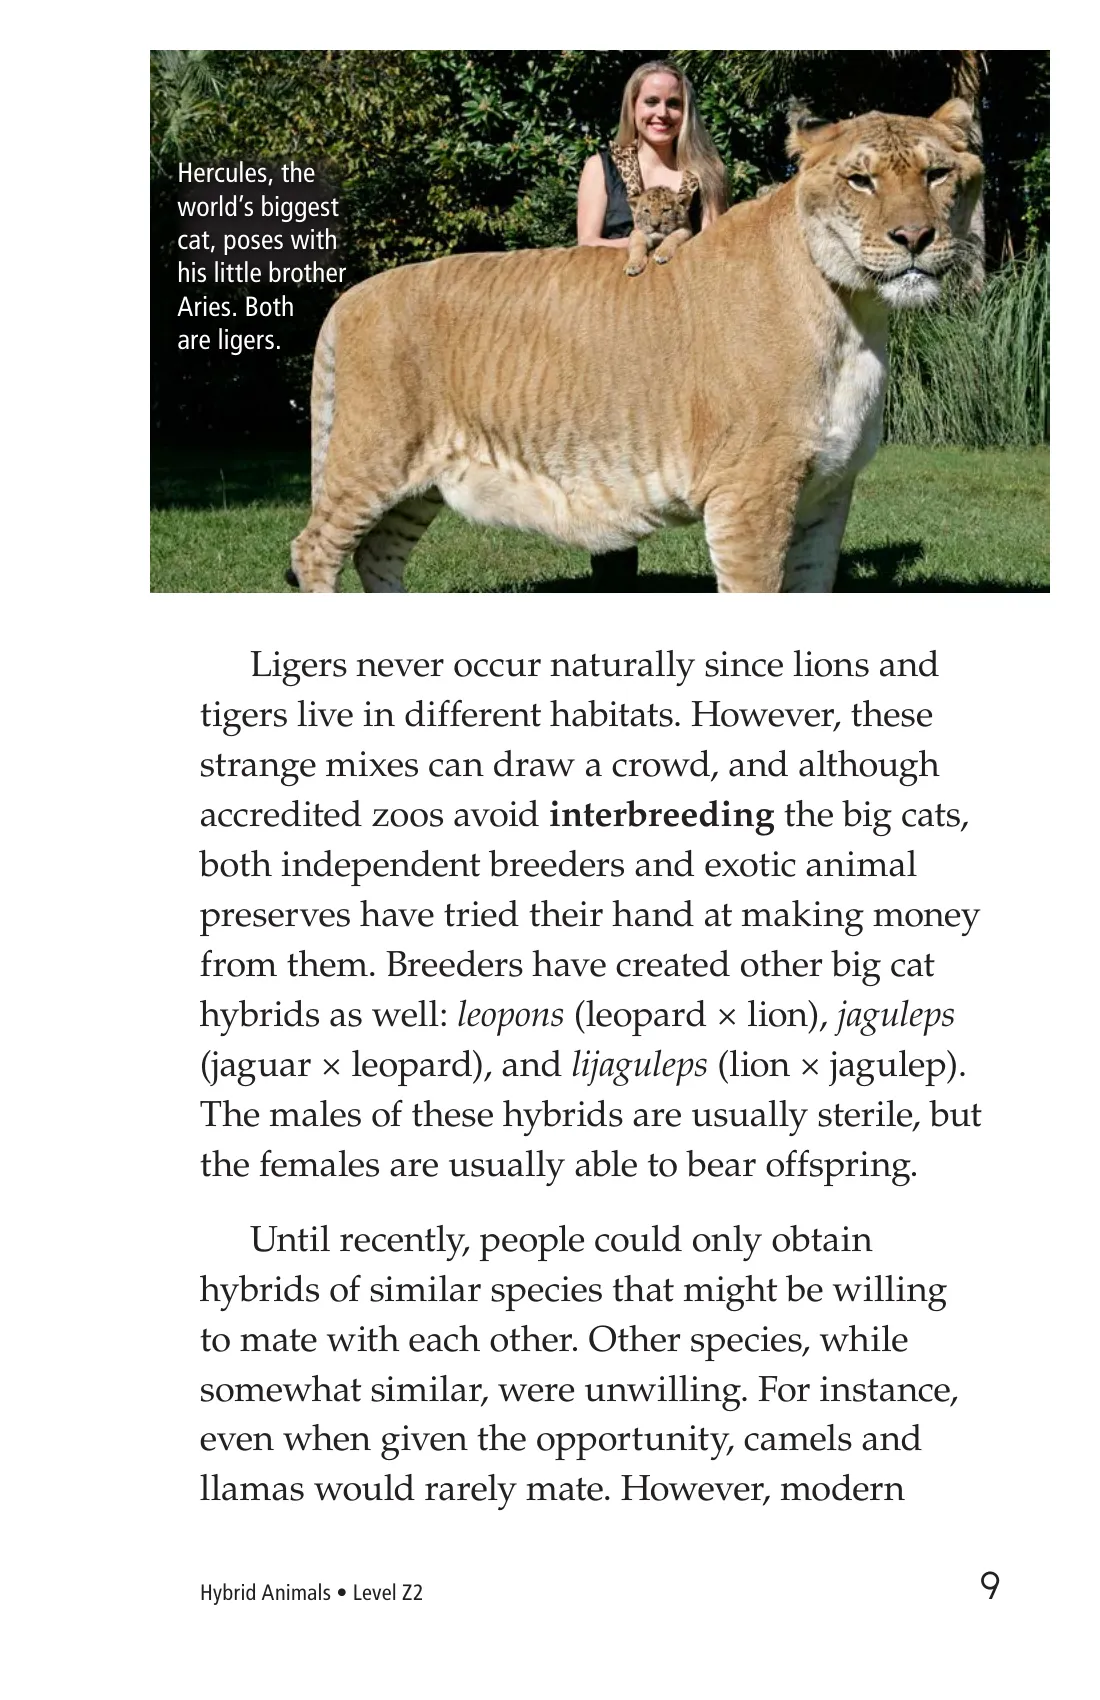 Hercules, the
world's biggest
cat, poses with
his little brother
Aries. Both
are ligers.
Ligers never occur naturally since lions and
tigers live in different habitats. However, these
strange mixes can draw a crowd, and although
accredited zoos avoid interbreeding the big cats,
both independent breeders and exotic animal
preserves have tried their hand at making money
from them. Breeders have created other big cat
hybrids as well: leopons (leopard × lion), jaguleps
(jaguar × leopard), and lijaguleps (lion × jagulep).
The males of these hybrids are usually sterile, but
the females are usually able to bear offspring.
Until recently, people could only obtain
hybrids of similar species that might be willing
to mate with each other. Other species, while
somewhat similar, were unwilling. For instance,
even when given the opportunity, camels and
llamas would rarely mate. However, modern
Hybrid Animals • Level Z2
9